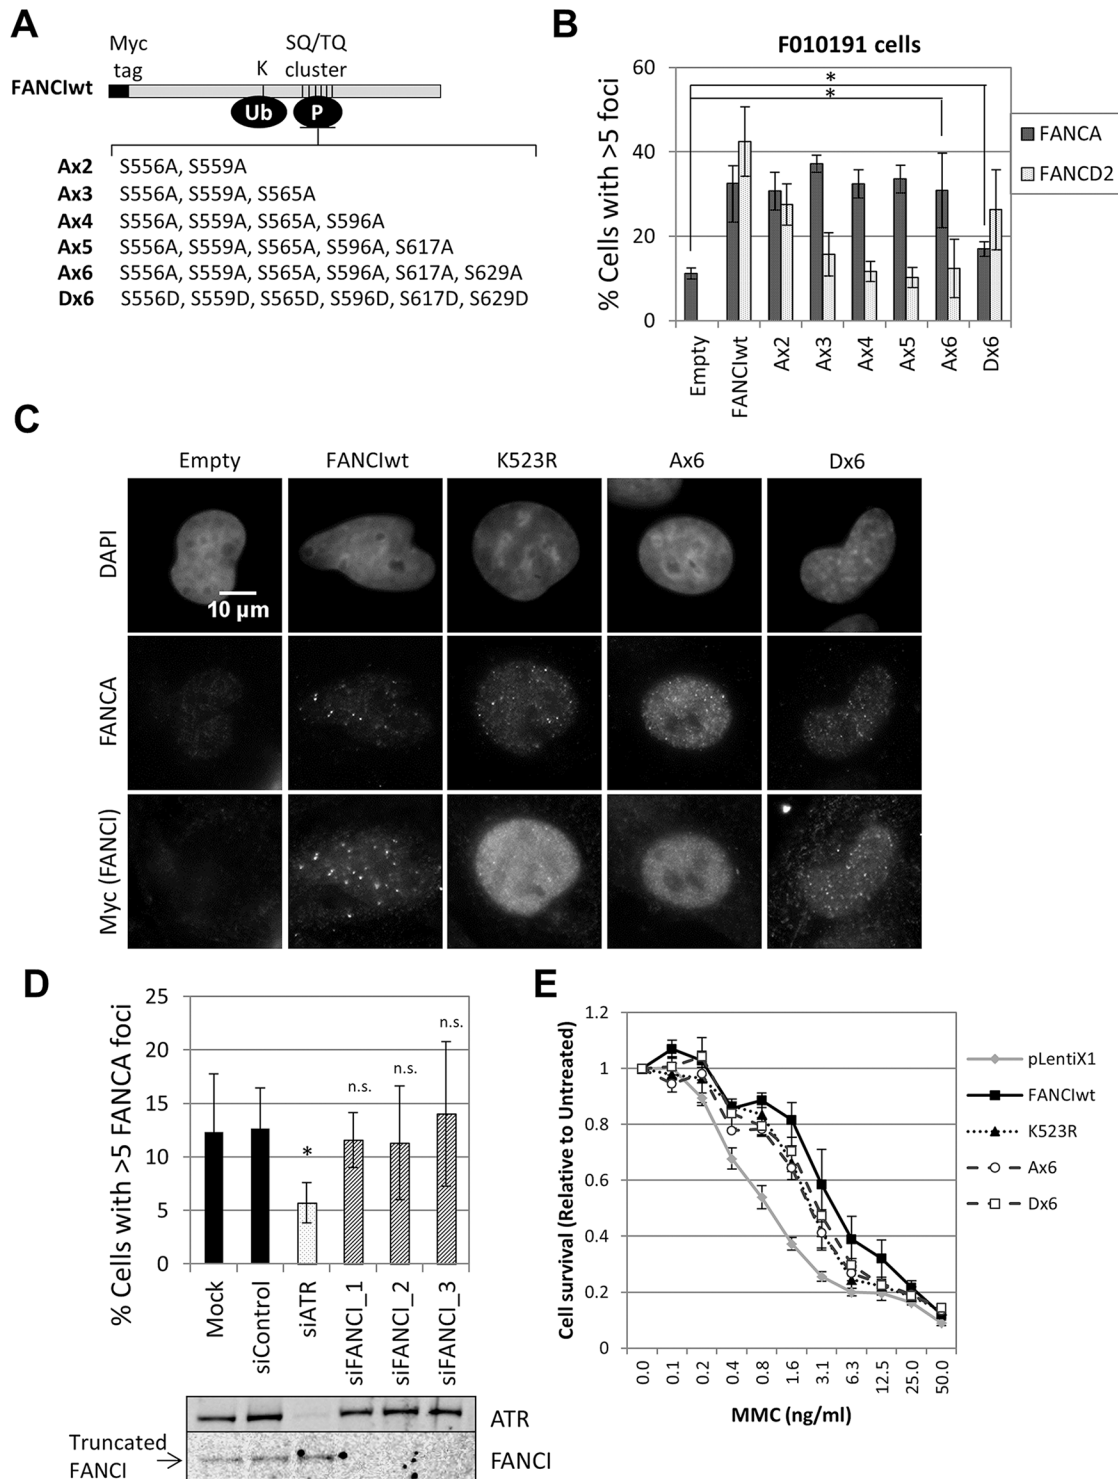 A
Myc
tag
K
SQ/TQ
cluster
FANCIwt
Ub
P
Ax2 S556A, S559A
Ax3 S556A, S559A, S565A
Ax4 S556A, S559A, S565A, S596A
Ax5 S556A, S559A, S565A, S596A, S617A
Ax6 S556A, S559A, S565A, S596A, S617A, S629A
Dx6 S556D, S559D, S565D, S596D, S617D, S629D
B
F010191 cells
% Cells with >5 foci
60
40
20
0
*
*
FANCA
FANCD2
Empty
FANCIwt
Ax2
Ax3
Ax4
Ax5
Ax6
Dx6
C
Empty FANCIwt K523R Ax6 Dx6
DAPI
10 µm
FANCA
Myc (FANCI)
D
% Cells with >5 FANCA foci
25
20
15
10
5
0
*
n.s.
n.s.
n.s.
Mock
siControl
siATR
siFANCI_1
siFANCI_2
siFANCI_3
ATR
Truncated
FANCI
FANCI
E
Cell survival (Relative to Untreated)
1.2
1
0.8
0.6
0.4
0.2
0
0.0
0.1
0.2
0.4
0.8
1.6
3.1
6.3
12.5
25.0
50.0
MMC (ng/ml)
pLentiX1
FANCIwt
K523R
Ax6
Dx6